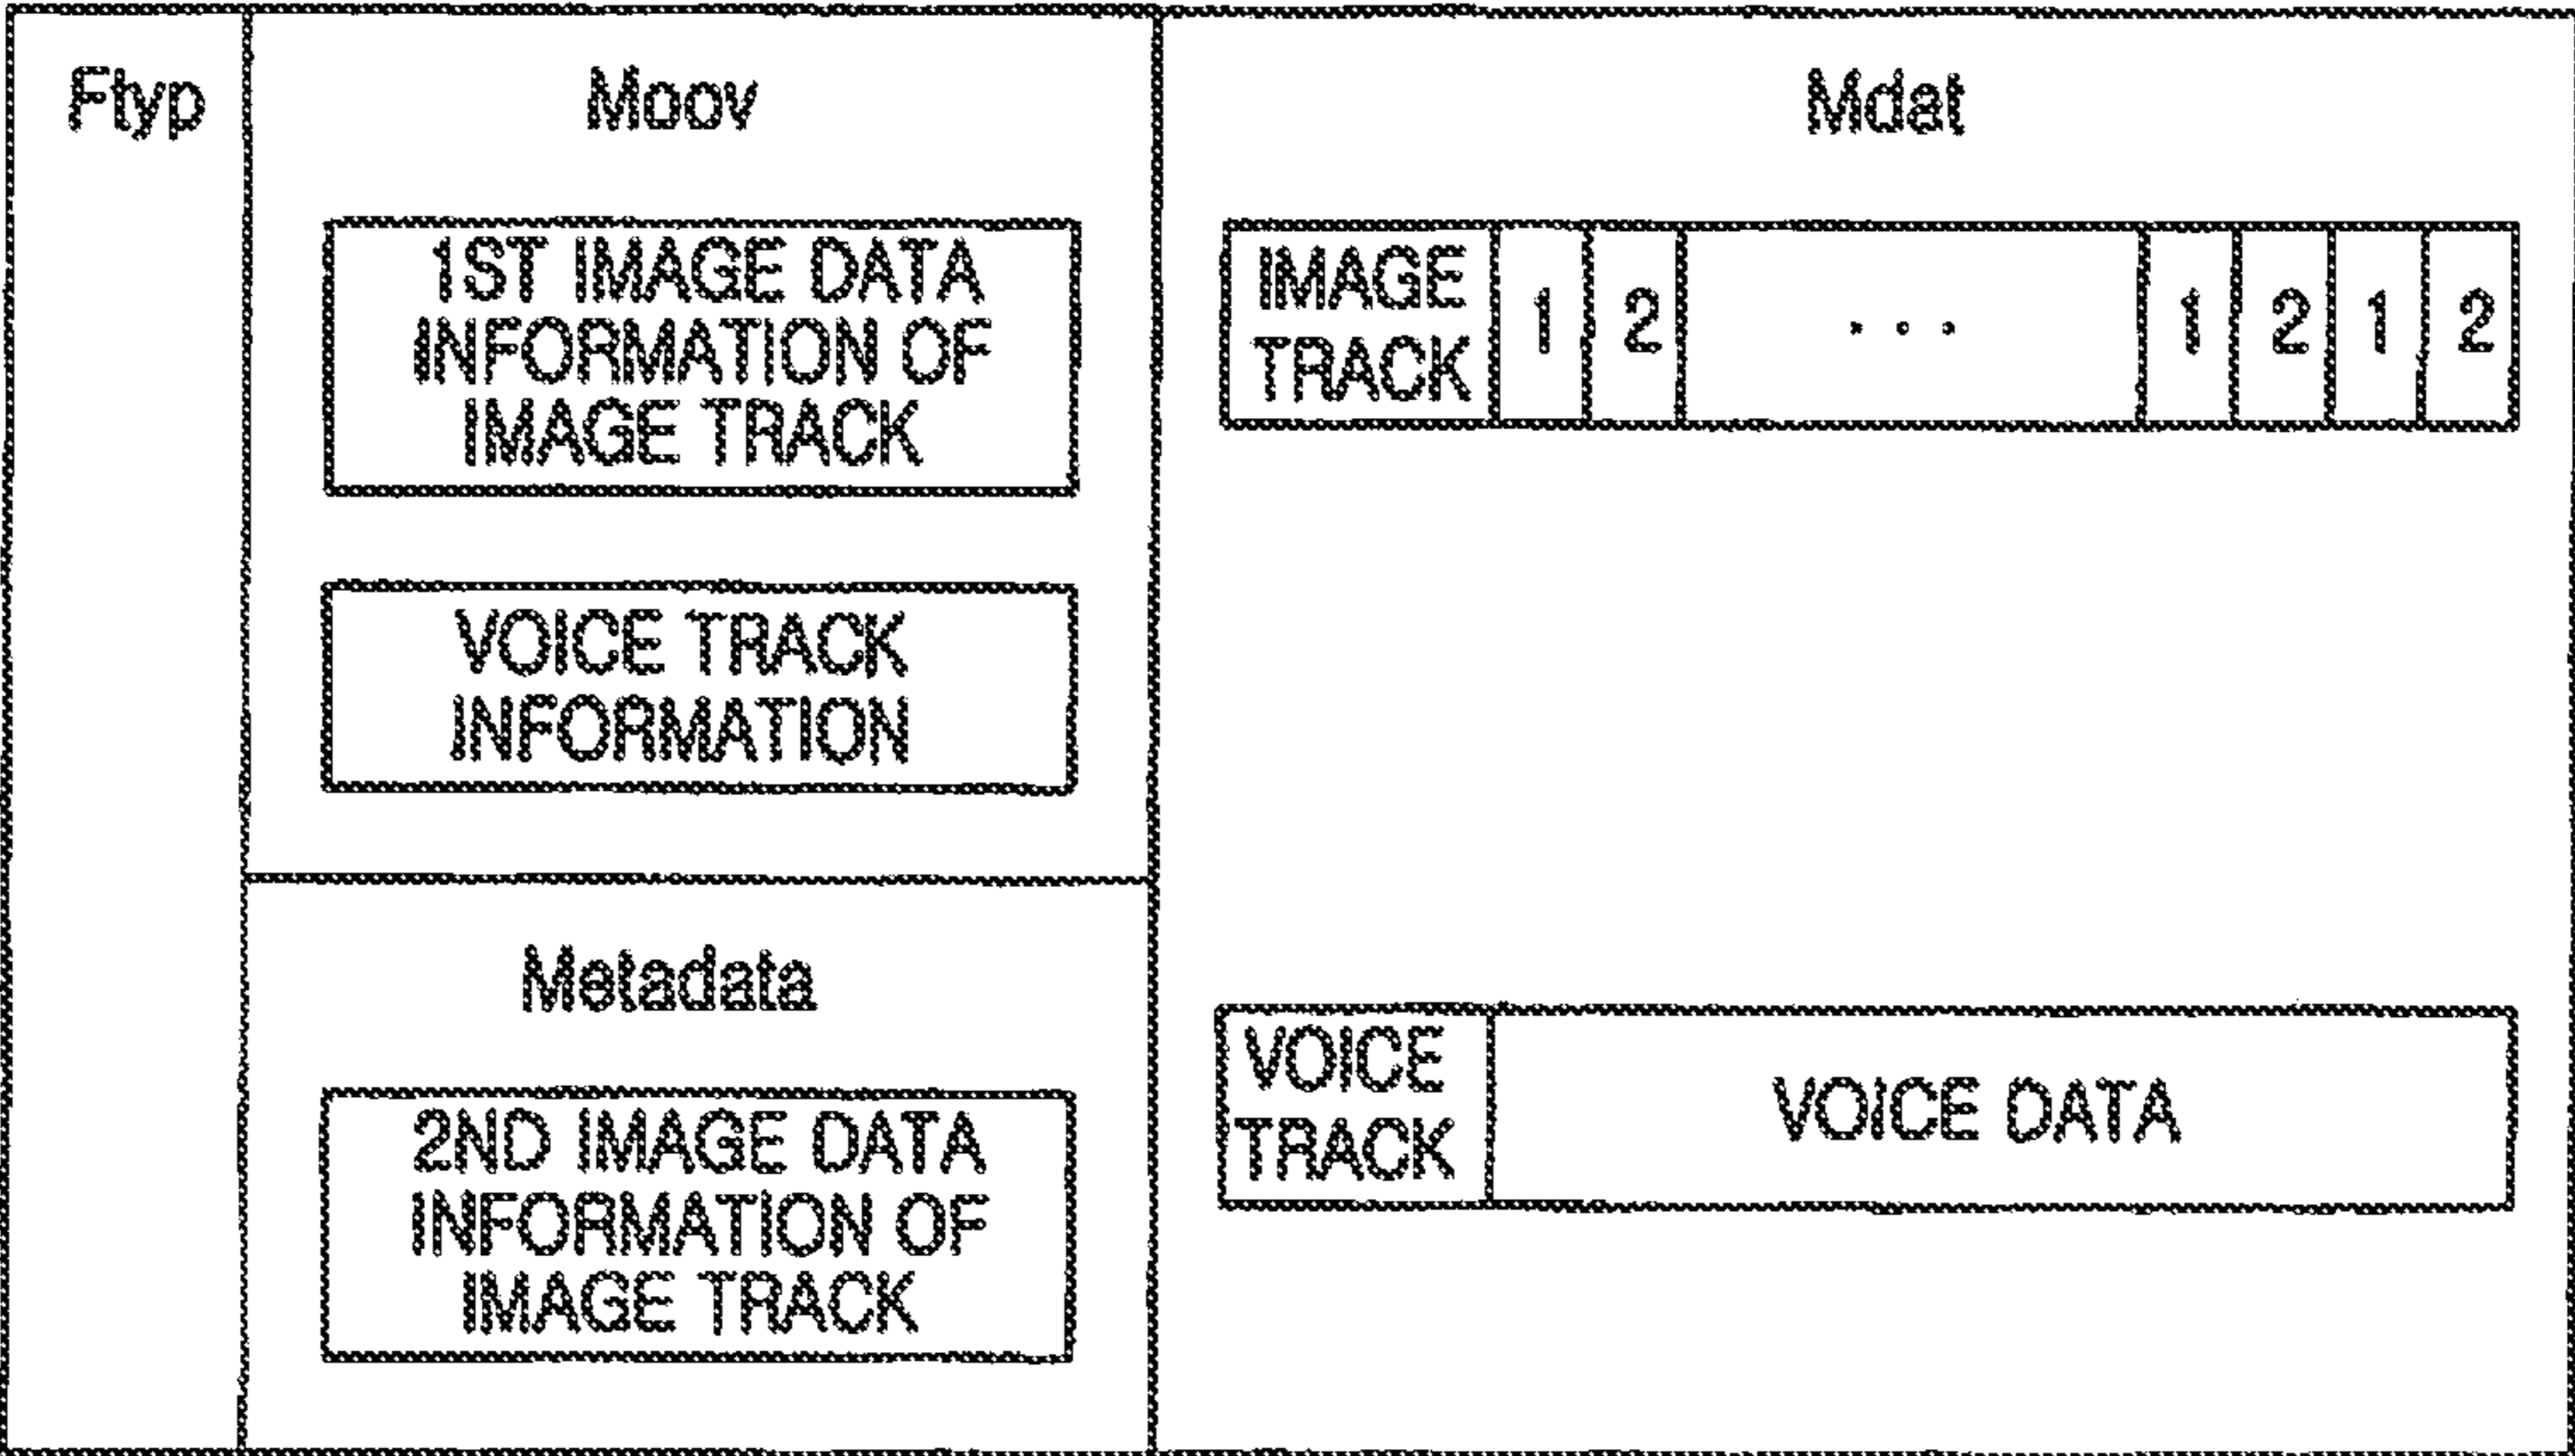 Ftyp
Moov
1ST IMAGE DATA
INFORMATION OF
IMAGE TRACK
VOICE TRACK
INFORMATION
Metadata
2ND IMAGE DATA
INFORMATION OF
IMAGE TRACK
Mdat
IMAGE
TRACK
1 2 ... 1 2 1 2
VOICE
TRACK
VOICE DATA